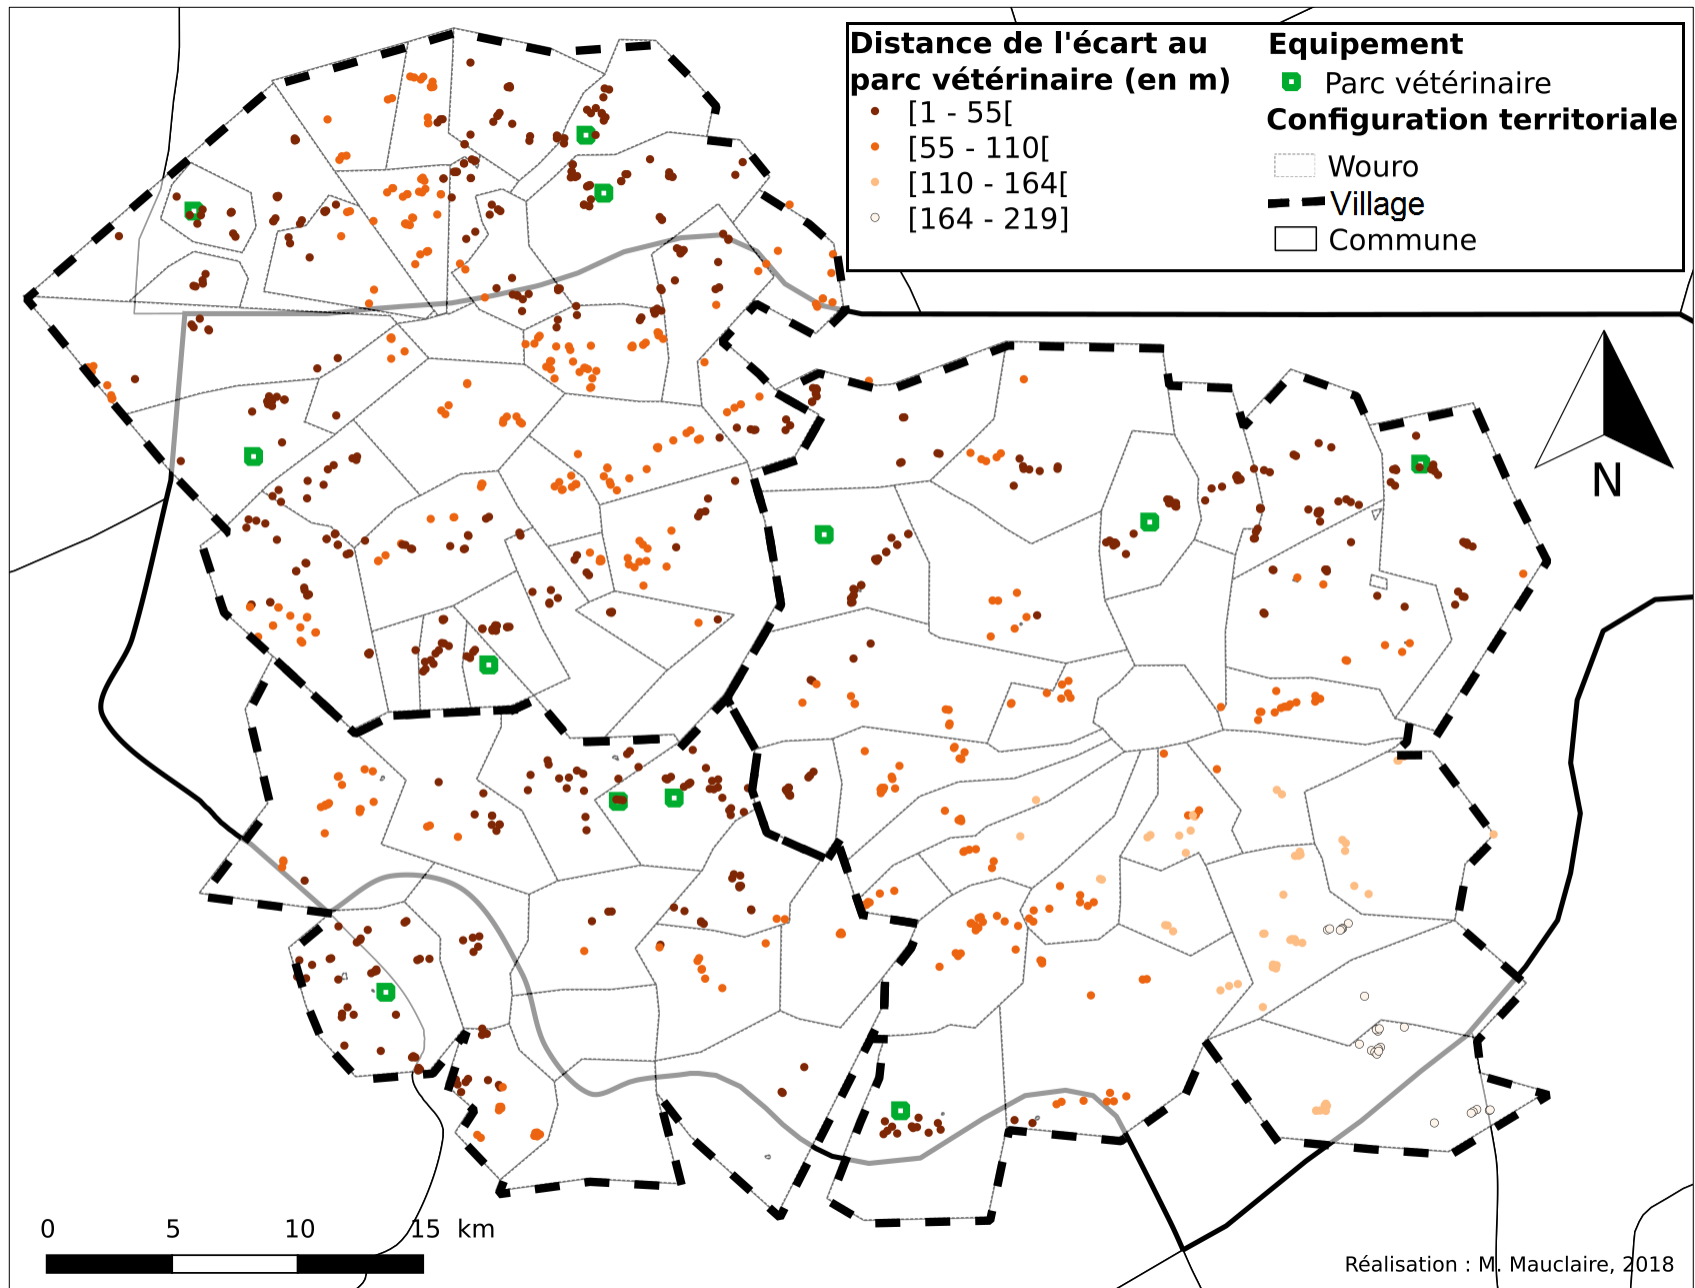 Distance de l'écart au
parc vétérinaire (en m)
[1 - 55[
[55 - 110[
[110 - 164[
[164 - 219]
Equipement
Parc vétérinaire
Configuration territoriale
Wouro
Village
Commune
N
0 5 10 15 km
Réalisation : M. Mauclaire, 2018